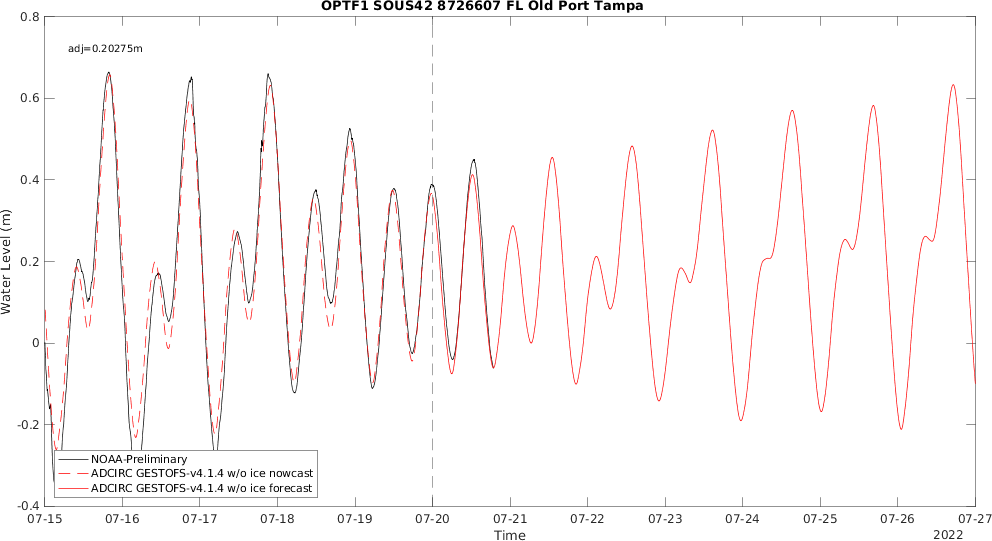 OPTF1 SOUS42 8726607 FL Old Port Tampa
0.8
adj=0.20275m
0.6
0.4
0.2
0
-0.2
-0.4
Water Level (m)
NOAA-Preliminary
ADCIRC GESTOFS-v4.1.4 w/o ice nowcast
ADCIRC GESTOFS-v4.1.4 w/o ice forecast
07-15 07-16 07-17 07-18 07-19 07-20 07-21 07-22 07-23 07-24 07-25 07-26 07-27
Time
2022